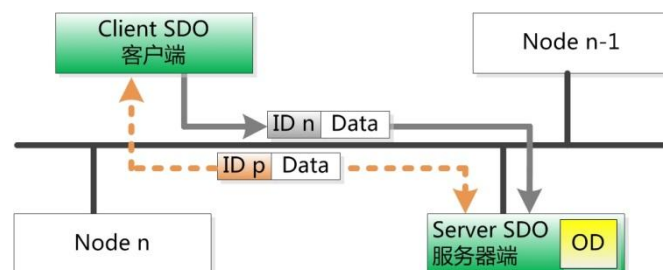 Client SDO
客户端
Node n-1
ID n Data
ID p Data
Node n
Server SDO
服务器端
OD